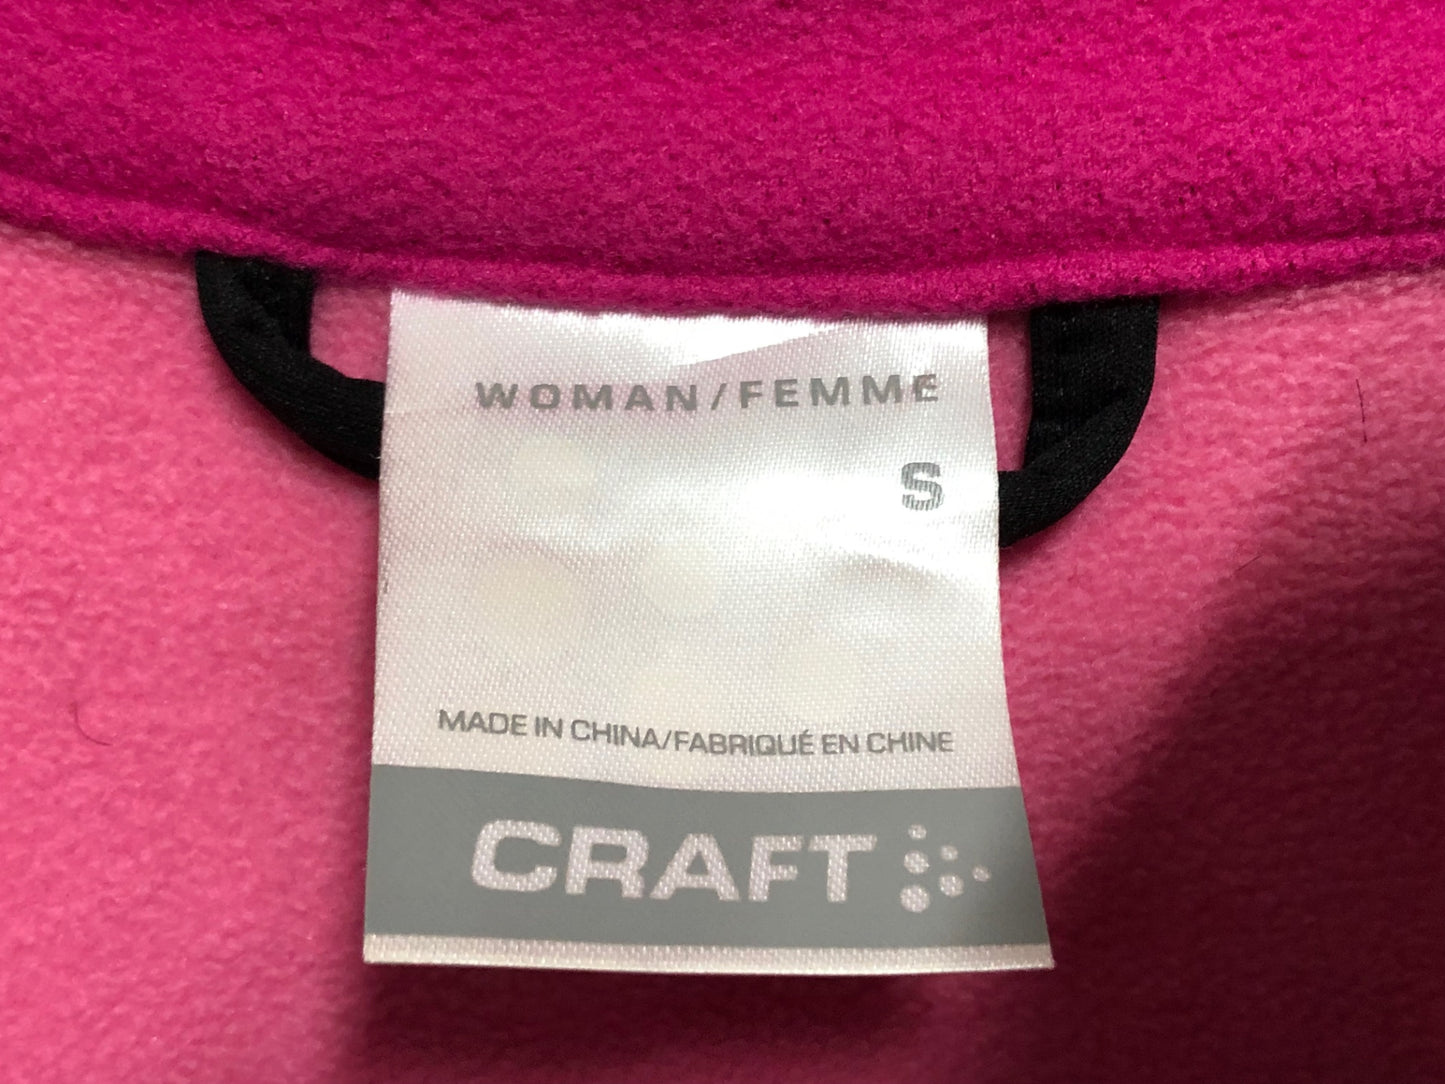 WOMAN/FEMME
S
MADE IN CHINA/FABRIQUÉ EN CHINE
CRAFT